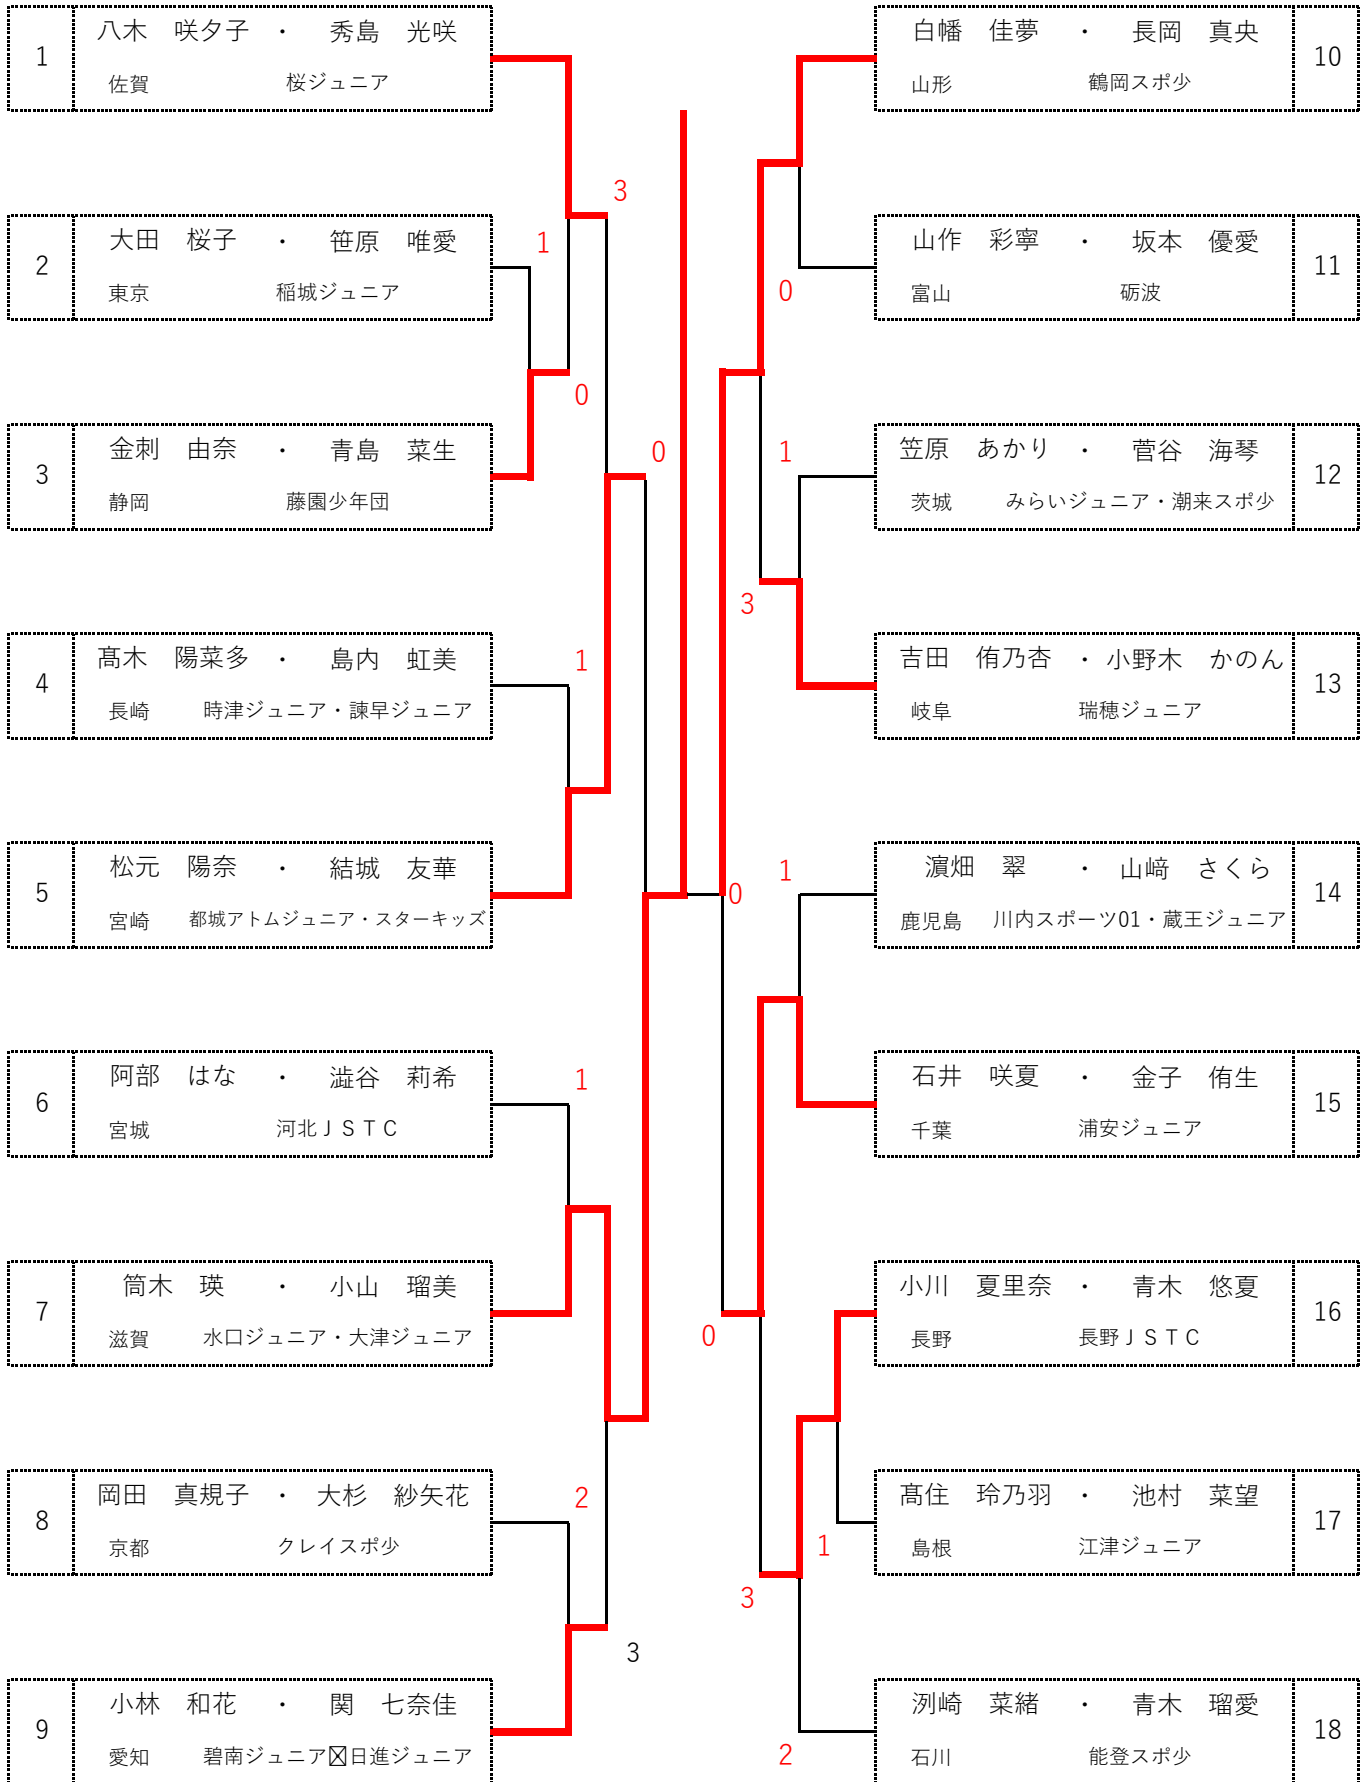 1
八木 咲夕子 ・ 秀島 光咲
佐賀 桜ジュニア
3
1
2
大田 桜子 ・ 笹原 唯愛
東京 稲城ジュニア
0
3
金刺 由奈 ・ 青島 菜生
静岡 藤園少年団
0
1
4
髙木 陽菜多 ・ 島内 虹美
長崎 時津ジュニア・諫早ジュニア
5
松元 陽奈 ・ 結城 友華
宮崎 都城アトムジュニア・スターキッズ
0
6
阿部 はな ・ 澁谷 莉希
宮城 河北ＪＳＴＣ
1
7
筒木 瑛 ・ 小山 瑠美
滋賀 水口ジュニア・大津ジュニア
8
岡田 真規子 ・ 大杉 紗矢花
京都 クレイスポ少
2
3
9
小林 和花 ・ 関 七奈佳
愛知 碧南ジュニア☒日進ジュニア
白幡 佳夢 ・ 長岡 真央
山形 鶴岡スポ少
10
山作 彩寧 ・ 坂本 優愛
富山 砺波
11
0
1
笠原 あかり ・ 菅谷 海琴
茨城 みらいジュニア・潮来スポ少
12
3
吉田 侑乃杏 ・ 小野木 かのん
岐阜 瑞穂ジュニア
13
1
濵畑 翠 ・ 山﨑 さくら
鹿児島 川内スポーツ01・蔵王ジュニア
14
石井 咲夏 ・ 金子 侑生
千葉 浦安ジュニア
15
0
小川 夏里奈 ・ 青木 悠夏
長野 長野ＪＳＴＣ
16
1
髙住 玲乃羽 ・ 池村 菜望
島根 江津ジュニア
17
3
2
洌崎 菜緒 ・ 青木 瑠愛
石川 能登スポ少
18